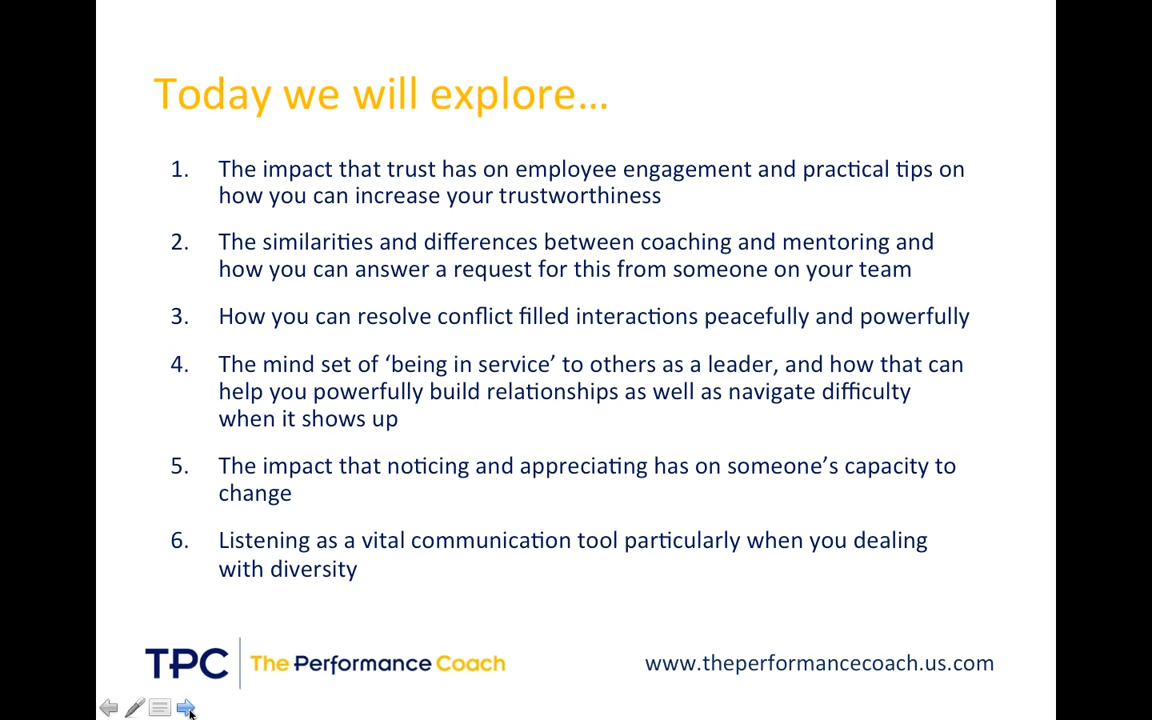 Today we will explore...
1. The impact that trust has on employee engagement and practical tips on
how you can increase your trustworthiness
2. The similarities and differences between coaching and mentoring and
how you can answer a request for this from someone on your team
3. How you can resolve conflict filled interactions peacefully and powerfully
4. The mind set of ‘being in service’ to others as a leader, and how that can
help you powerfully build relationships as well as navigate difficulty
when it shows up
5. The impact that noticing and appreciating has on someone’s capacity to
change
6. Listening as a vital communication tool particularly when you dealing
with diversity
TPC The Performance Coach
www.theperformancecoach.us.com